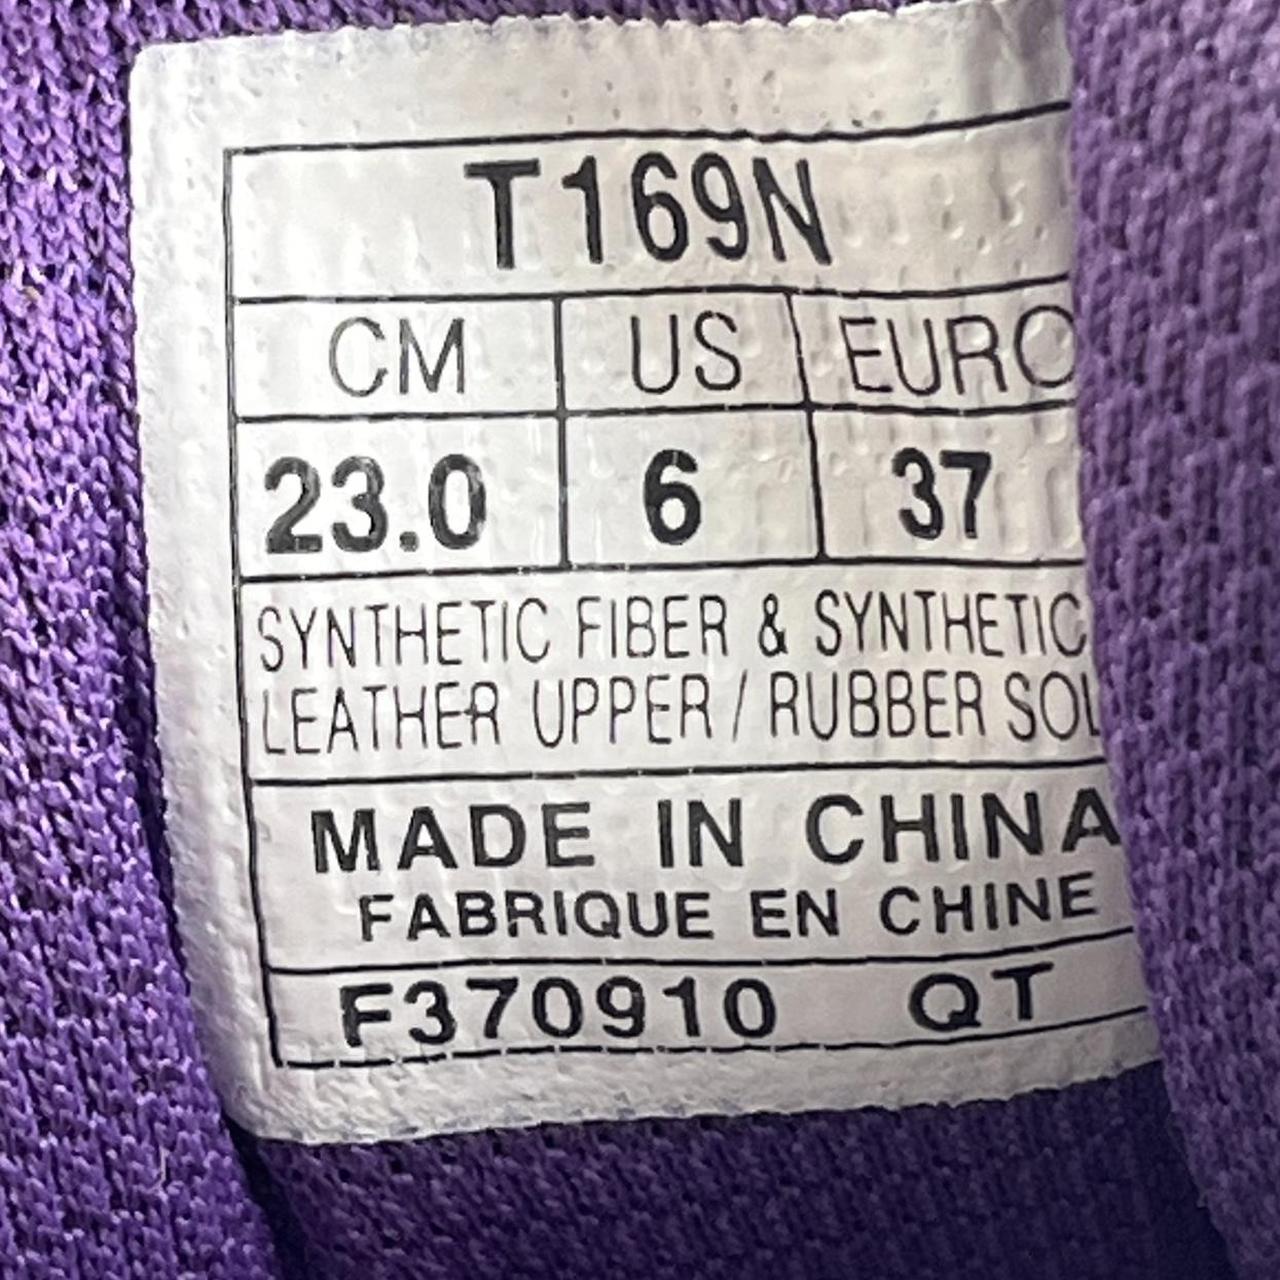 T169N
CM US EURO
23.0 6 37
SYNTHETIC FIBER & SYNTHETIC
LEATHER UPPER / RUBBER SOL
MADE IN CHINA
FABRIQUE EN CHINE
F370910 QT